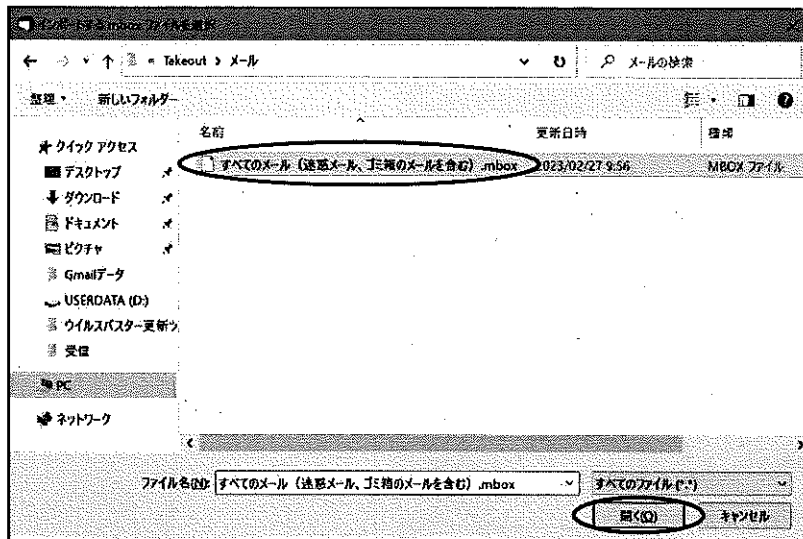 インポートする mbox ファイルを選択
« Takeout › メール
メールの検索
整理
新しいフォルダー
名前
更新日時
種類
クイック アクセス
すべてのメール（迷惑メール、ゴミ箱のメールを含む）.mbox
2023/02/27 9:56
MBOX ファイル
デスクトップ
ダウンロード
ドキュメント
ピクチャ
Gmailデータ
USERDATA (D:)
ウイルスバスター更新ツ
受信
PC
ネットワーク
ファイル名(N): すべてのメール（迷惑メール、ゴミ箱のメールを含む）.mbox
すべてのファイル (*.*)
開く(O)
キャンセル